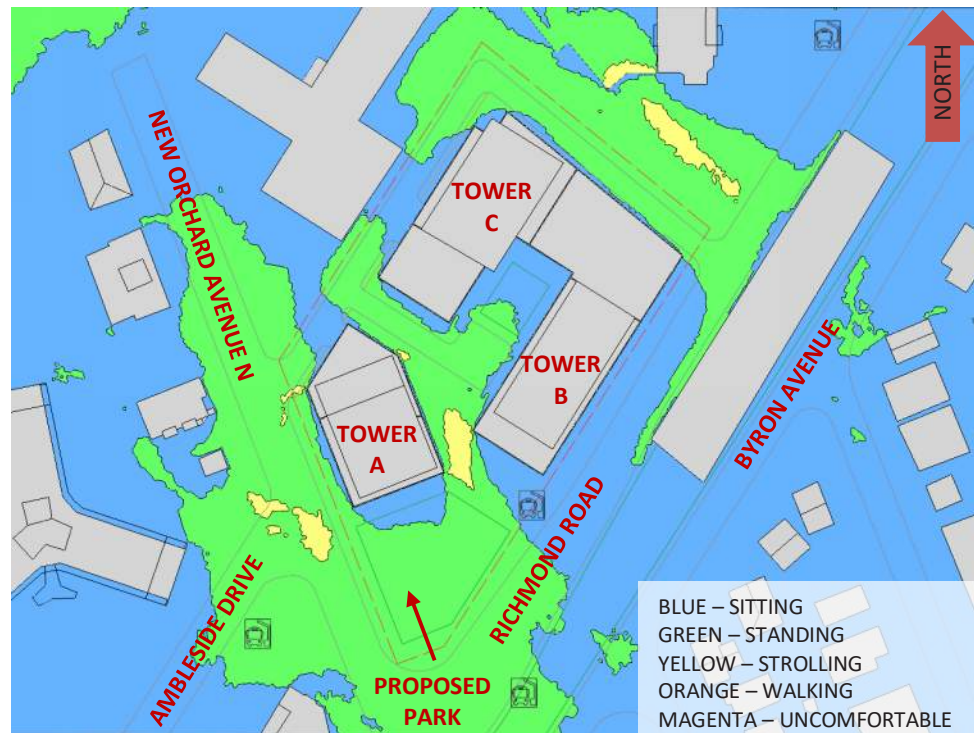 NORTH
NEW ORCHARD AVENUE N
TOWER
C
TOWER
B
TOWER
A
BYRON AVENUE
RICHMOND ROAD
AMBLESIDE DRIVE
PROPOSED
PARK
BLUE – SITTING
GREEN – STANDING
YELLOW – STROLLING
ORANGE – WALKING
MAGENTA – UNCOMFORTABLE